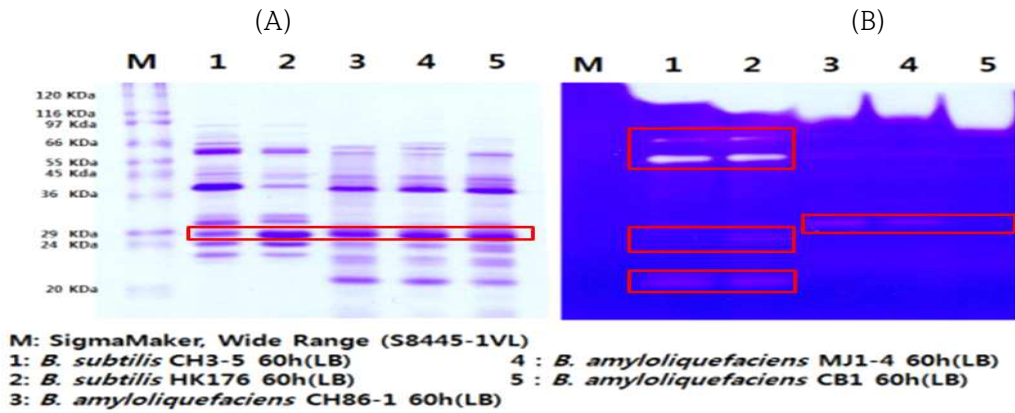 (A) (B)
M 1 2 3 4 5 M 1 2 3 4 5
120 KDa
116 KDa
97 Kda
66 KDa
55 KDa
45 KDa
36 KDa
29 KDa
24 KDa
20 KDa
M: SigmaMaker, Wide Range (S8445-1VL)
1: B. subtilis CH3-5 60h(LB) 4 : B. amyloliquefaciens MJ1-4 60h(LB)
2: B. subtilis HK176 60h(LB) 5 : B. amyloliquefaciens CB1 60h(LB)
3: B. amyloliquefaciens CH86-1 60h(LB)